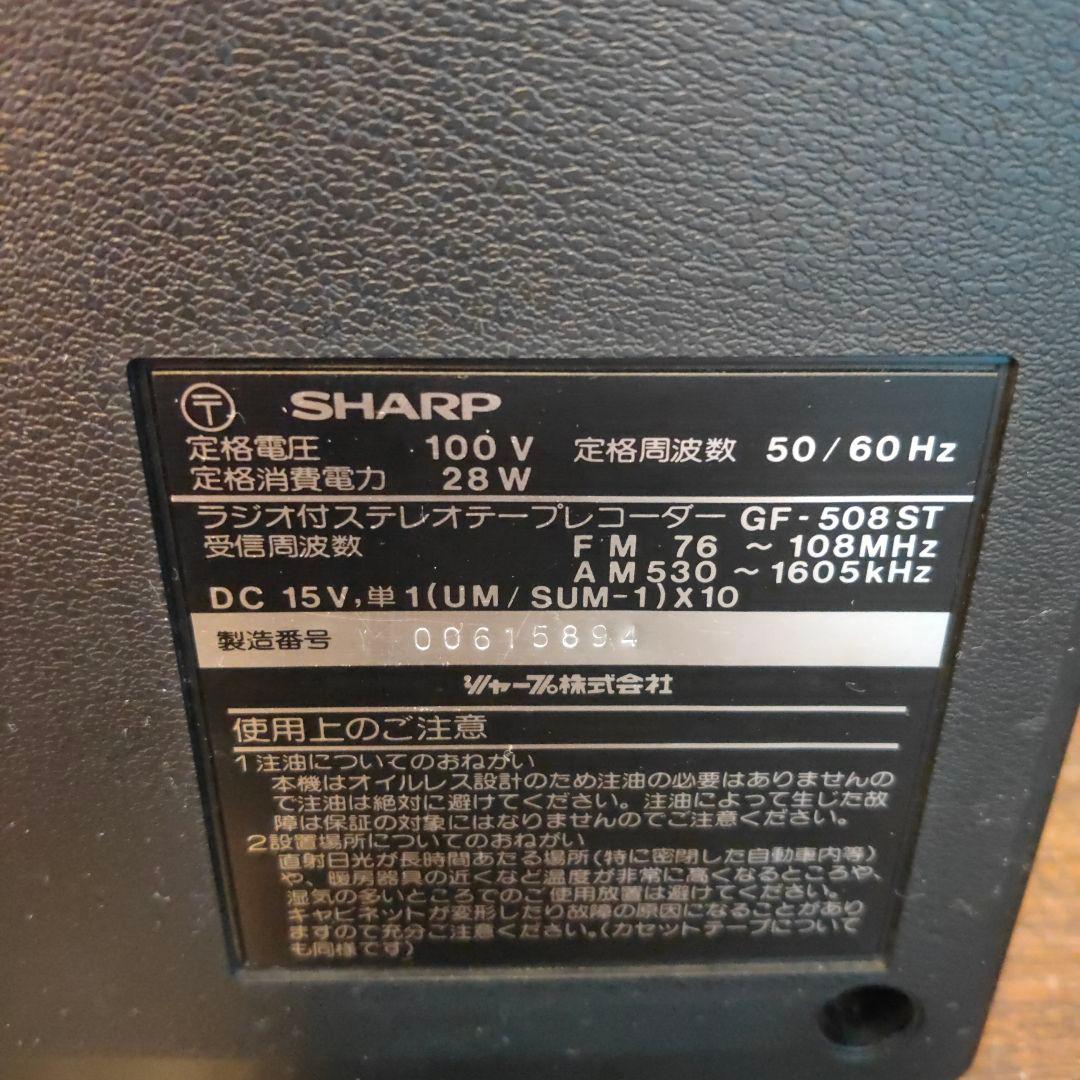 〒 SHARP
定格電圧 100 V 定格周波数 50/60 Hz
定格消費電力 28 W
ラジオ付ステレオテープレコーダー GF-508ST
受信周波数 FM 76 ～ 108MHz
AM 530 ～ 1605kHz
DC 15V, 単1(UM/SUM-1)X10
製造番号 00615894
シャープ株式会社
使用上のご注意
1 注油についてのおねがい
本機はオイルレス設計のため注油の必要はありませんの
で注油は絶対に避けてください。注油によって生じた故
障は保証の対象にはなりませんのでご注意ください。
2 設置場所についてのおねがい
直射日光が長時間あたる場所(特に密閉した自動車内等)
や、暖房器具の近くなど温度が非常に高くなるところや、
湿気の多いところでのご使用放置は避けてください。
キャビネットが変形したり故障の原因になることがあり
ますので充分ご注意ください。(カセットテープについて
も同様です)